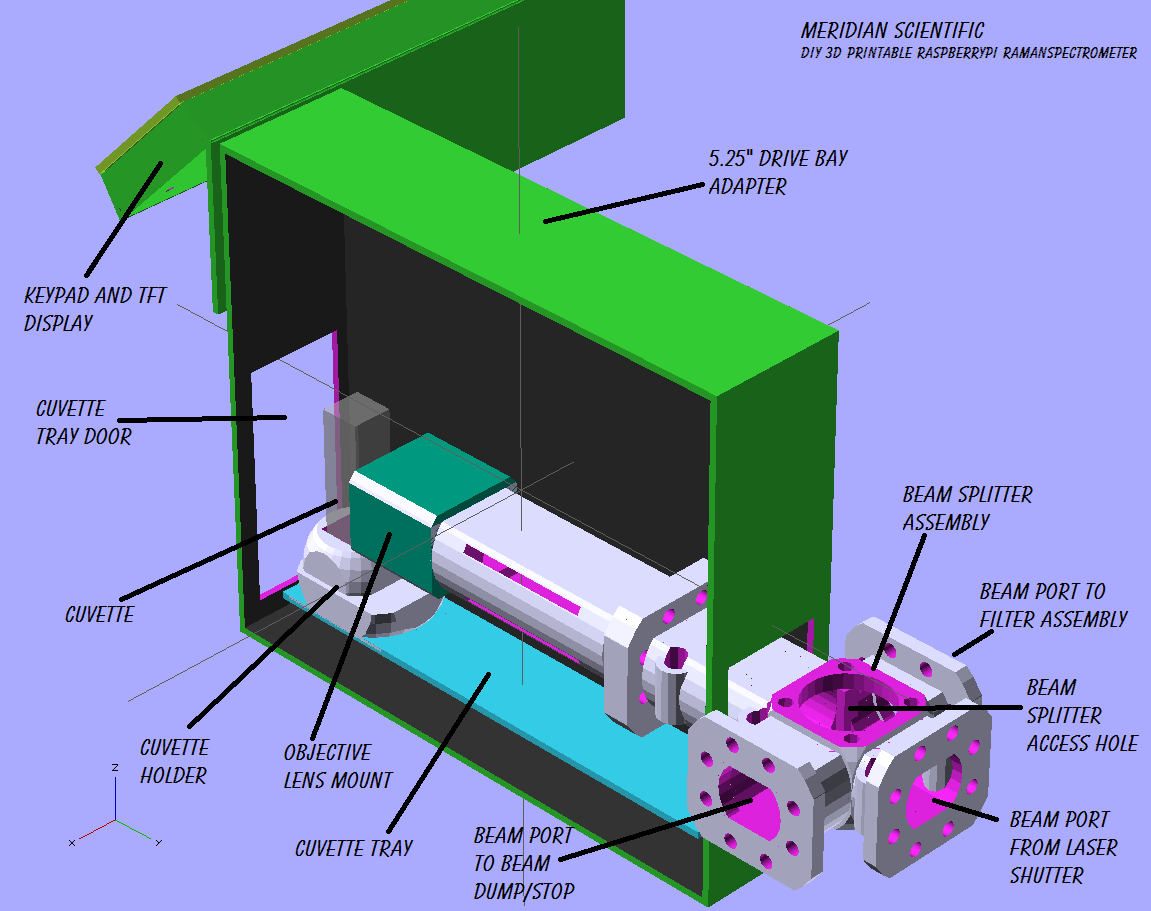 MERIDIAN SCIENTIFIC
DIY 3D PRINTABLE RASPBERRYPI RAMANSPECTROMETER
5.25" DRIVE BAY
ADAPTER
KEYPAD AND TFT
DISPLAY
CUVETTE
TRAY DOOR
BEAM SPLITTER
ASSEMBLY
BEAM PORT TO
FILTER ASSEMBLY
CUVETTE
BEAM
SPLITTER
ACCESS HOLE
CUVETTE
HOLDER
OBJECTIVE
LENS MOUNT
CUVETTE TRAY
BEAM PORT
TO BEAM
DUMP/STOP
BEAM PORT
FROM LASER
SHUTTER
Z
X
Y